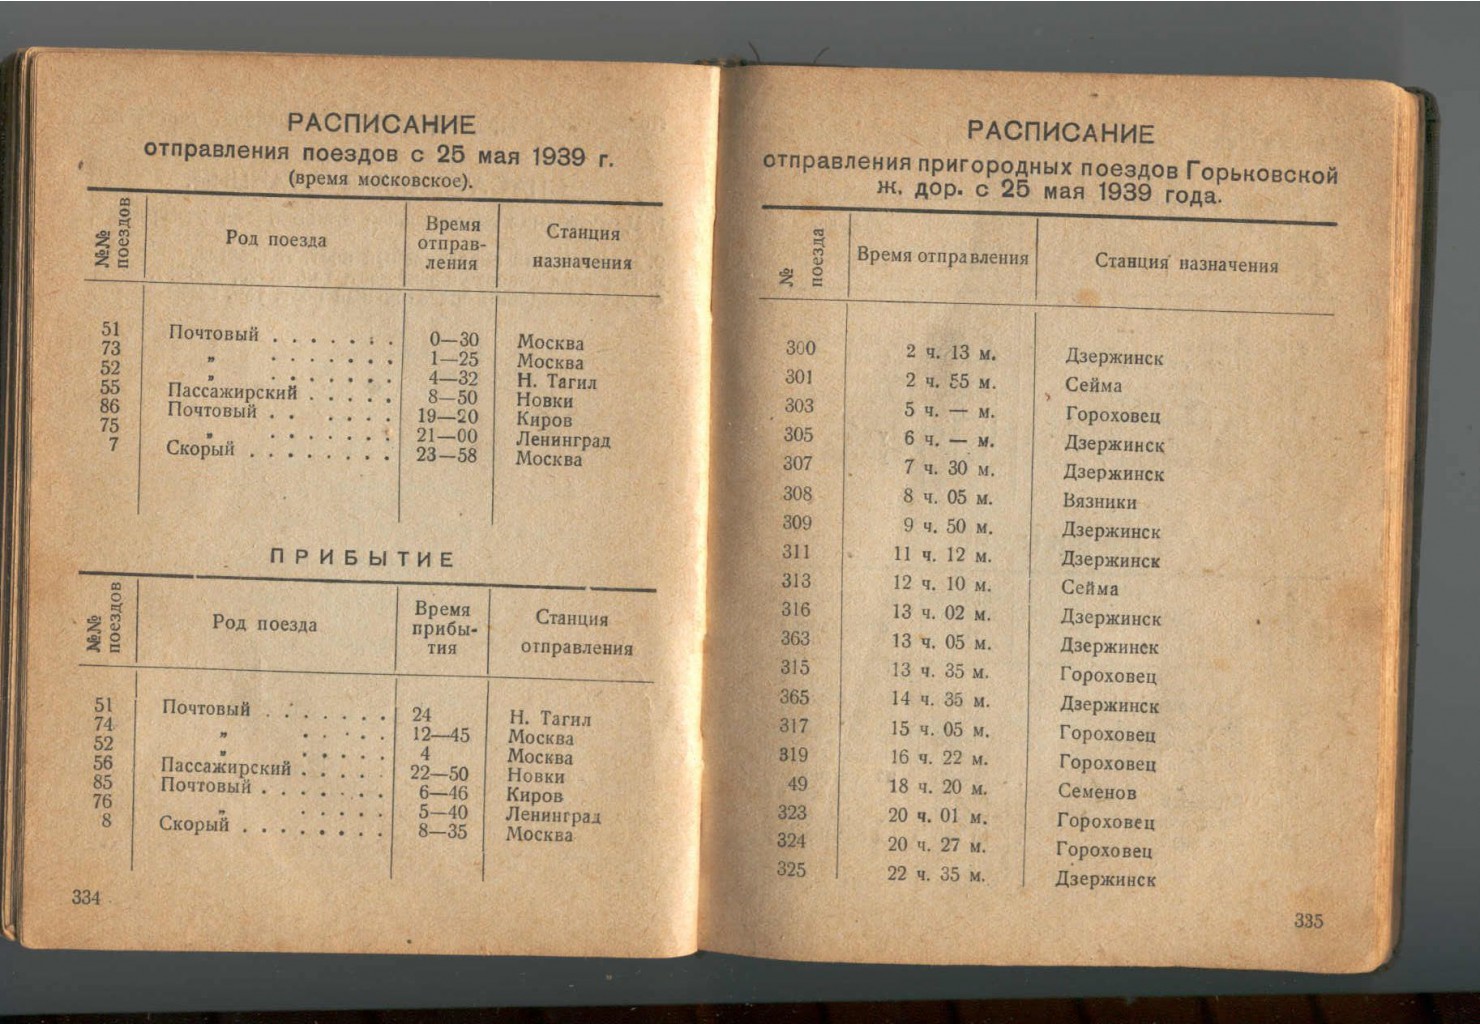 РАСПИСАНИЕ
отправления поездов с 25 мая 1939 г.
(время московское).
№№ поездов | Род поезда | Время отправ-ления | Станция назначения
51 Почтовый . . . . . . . 0—30 Москва
73 „ . . . . . . . 1—25 Москва
52 „ . . . . . . . 4—32 Н. Тагил
55 Пассажирский . . . . . 8—50 Новки
86 Почтовый . . . . . . 19—20 Киров
75 „ . . . . . . . 21—00 Ленинград
7 Скорый . . . . . . . . 23—58 Москва
ПРИБЫТИЕ
№№ поездов | Род поезда | Время прибы-тия | Станция отправления
51 Почтовый . . . . . . . 24 Н. Тагил
74 „ . . . . . 12—45 Москва
52 „ . . . . . 4 Москва
56 Пассажирский . . . . . 22—50 Новки
85 Почтовый . . . . . . . 6—46 Киров
76 „ . . . . . 5—40 Ленинград
8 Скорый . . . . . . . . 8—35 Москва
334
РАСПИСАНИЕ
отправления пригородных поездов Горьковской
ж. дор. с 25 мая 1939 года.
№ поезда | Время отправления | Станция назначения
300 2 ч. 13 м. Дзержинск
301 2 ч. 55 м. Сейма
303 5 ч. — м. Гороховец
305 6 ч. — м. Дзержинск
307 7 ч. 30 м. Дзержинск
308 8 ч. 05 м. Вязники
309 9 ч. 50 м. Дзержинск
311 11 ч. 12 м. Дзержинск
313 12 ч. 10 м. Сейма
316 13 ч. 02 м. Дзержинск
363 13 ч. 05 м. Дзержинск
315 13 ч. 35 м. Гороховец
365 14 ч. 35 м. Дзержинск
317 15 ч. 05 м. Гороховец
319 16 ч. 22 м. Гороховец
49 18 ч. 20 м. Семенов
323 20 ч. 01 м. Гороховец
324 20 ч. 27 м. Гороховец
325 22 ч. 35 м. Дзержинск
335